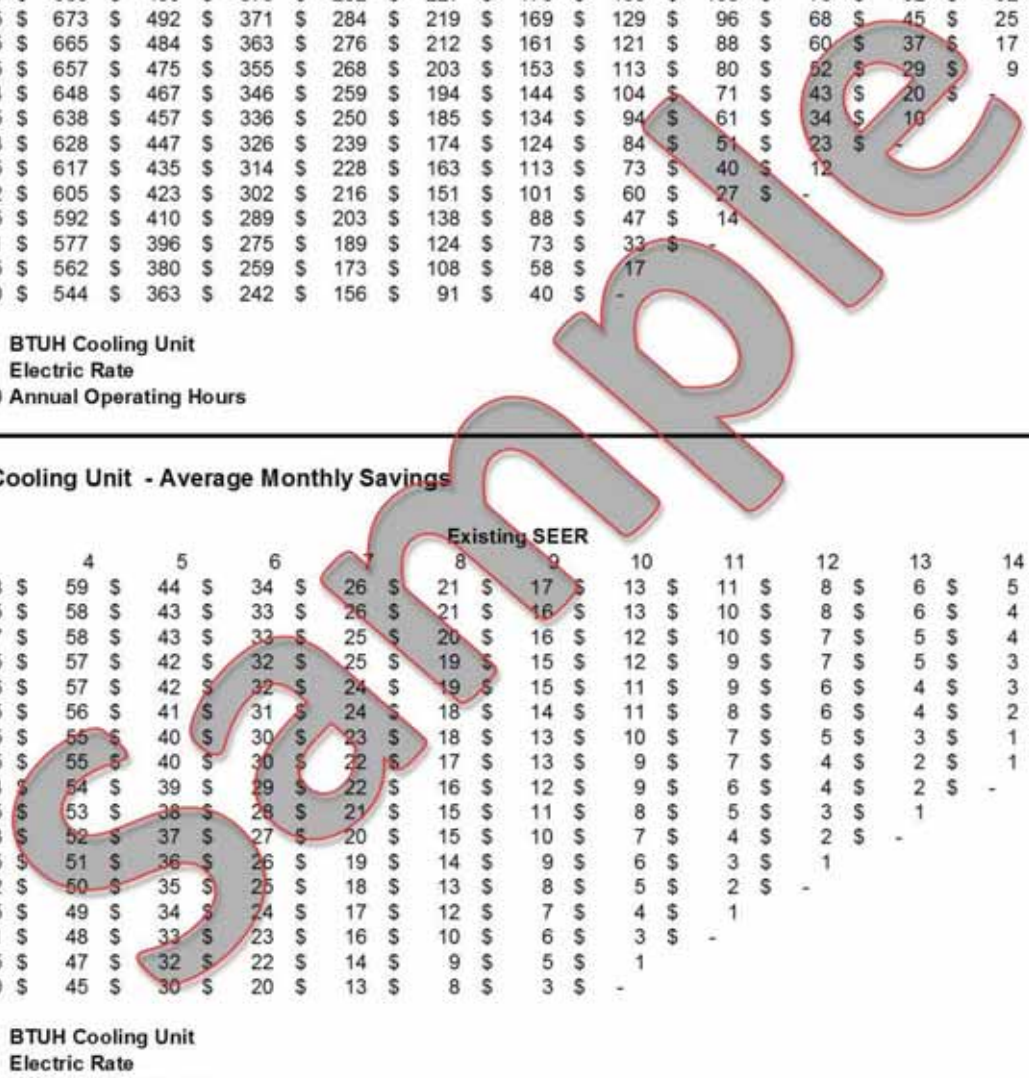 $ 673 $ 492 $ 371 $ 284 $ 219 $ 169 $ 129 $ 96 $ 68 $ 45 $ 25
$ 665 $ 484 $ 363 $ 276 $ 212 $ 161 $ 121 $ 88 $ 60 $ 37 $ 17
$ 657 $ 475 $ 355 $ 268 $ 203 $ 153 $ 113 $ 80 $ 52 $ 29 $ 9
$ 648 $ 467 $ 346 $ 259 $ 194 $ 144 $ 104 $ 71 $ 43 $ 20 $ -
$ 638 $ 457 $ 336 $ 250 $ 185 $ 134 $ 94 $ 61 $ 34 $ 10
$ 628 $ 447 $ 326 $ 239 $ 174 $ 124 $ 84 $ 51 $ 23 $ -
$ 617 $ 435 $ 314 $ 228 $ 163 $ 113 $ 73 $ 40 $ 12
$ 605 $ 423 $ 302 $ 216 $ 151 $ 101 $ 60 $ 27 $ -
$ 592 $ 410 $ 289 $ 203 $ 138 $ 88 $ 47 $ 14
$ 577 $ 396 $ 275 $ 189 $ 124 $ 73 $ 33 $ -
$ 562 $ 380 $ 259 $ 173 $ 108 $ 58 $ 17
$ 544 $ 363 $ 242 $ 156 $ 91 $ 40 $ -
BTUH Cooling Unit
Electric Rate
Annual Operating Hours
Sample
Cooling Unit - Average Monthly Savings
Existing SEER
4 5 6 7 8 9 10 11 12 13 14
$ 59 $ 44 $ 34 $ 26 $ 21 $ 17 $ 13 $ 11 $ 8 $ 6 $ 5
$ 58 $ 43 $ 33 $ 26 $ 21 $ 16 $ 13 $ 10 $ 8 $ 6 $ 4
$ 58 $ 43 $ 33 $ 25 $ 20 $ 16 $ 12 $ 10 $ 7 $ 5 $ 4
$ 57 $ 42 $ 32 $ 25 $ 19 $ 15 $ 12 $ 9 $ 7 $ 5 $ 3
$ 57 $ 42 $ 32 $ 24 $ 19 $ 15 $ 11 $ 9 $ 6 $ 4 $ 3
$ 56 $ 41 $ 31 $ 24 $ 18 $ 14 $ 11 $ 8 $ 6 $ 4 $ 2
$ 55 $ 40 $ 30 $ 23 $ 18 $ 13 $ 10 $ 7 $ 5 $ 3 $ 1
$ 55 $ 40 $ 30 $ 22 $ 17 $ 13 $ 9 $ 7 $ 4 $ 2 $ 1
$ 54 $ 39 $ 29 $ 22 $ 16 $ 12 $ 9 $ 6 $ 4 $ 2 $ -
$ 53 $ 38 $ 28 $ 21 $ 15 $ 11 $ 8 $ 5 $ 3 $ 1
$ 52 $ 37 $ 27 $ 20 $ 15 $ 10 $ 7 $ 4 $ 2 $ -
$ 51 $ 36 $ 26 $ 19 $ 14 $ 9 $ 6 $ 3 $ 1
$ 50 $ 35 $ 25 $ 18 $ 13 $ 8 $ 5 $ 2 $ -
$ 49 $ 34 $ 24 $ 17 $ 12 $ 7 $ 4 $ 1
$ 48 $ 33 $ 23 $ 16 $ 10 $ 6 $ 3 $ -
$ 47 $ 32 $ 22 $ 14 $ 9 $ 5 $ 1
$ 45 $ 30 $ 20 $ 13 $ 8 $ 3 $ -
BTUH Cooling Unit
Electric Rate